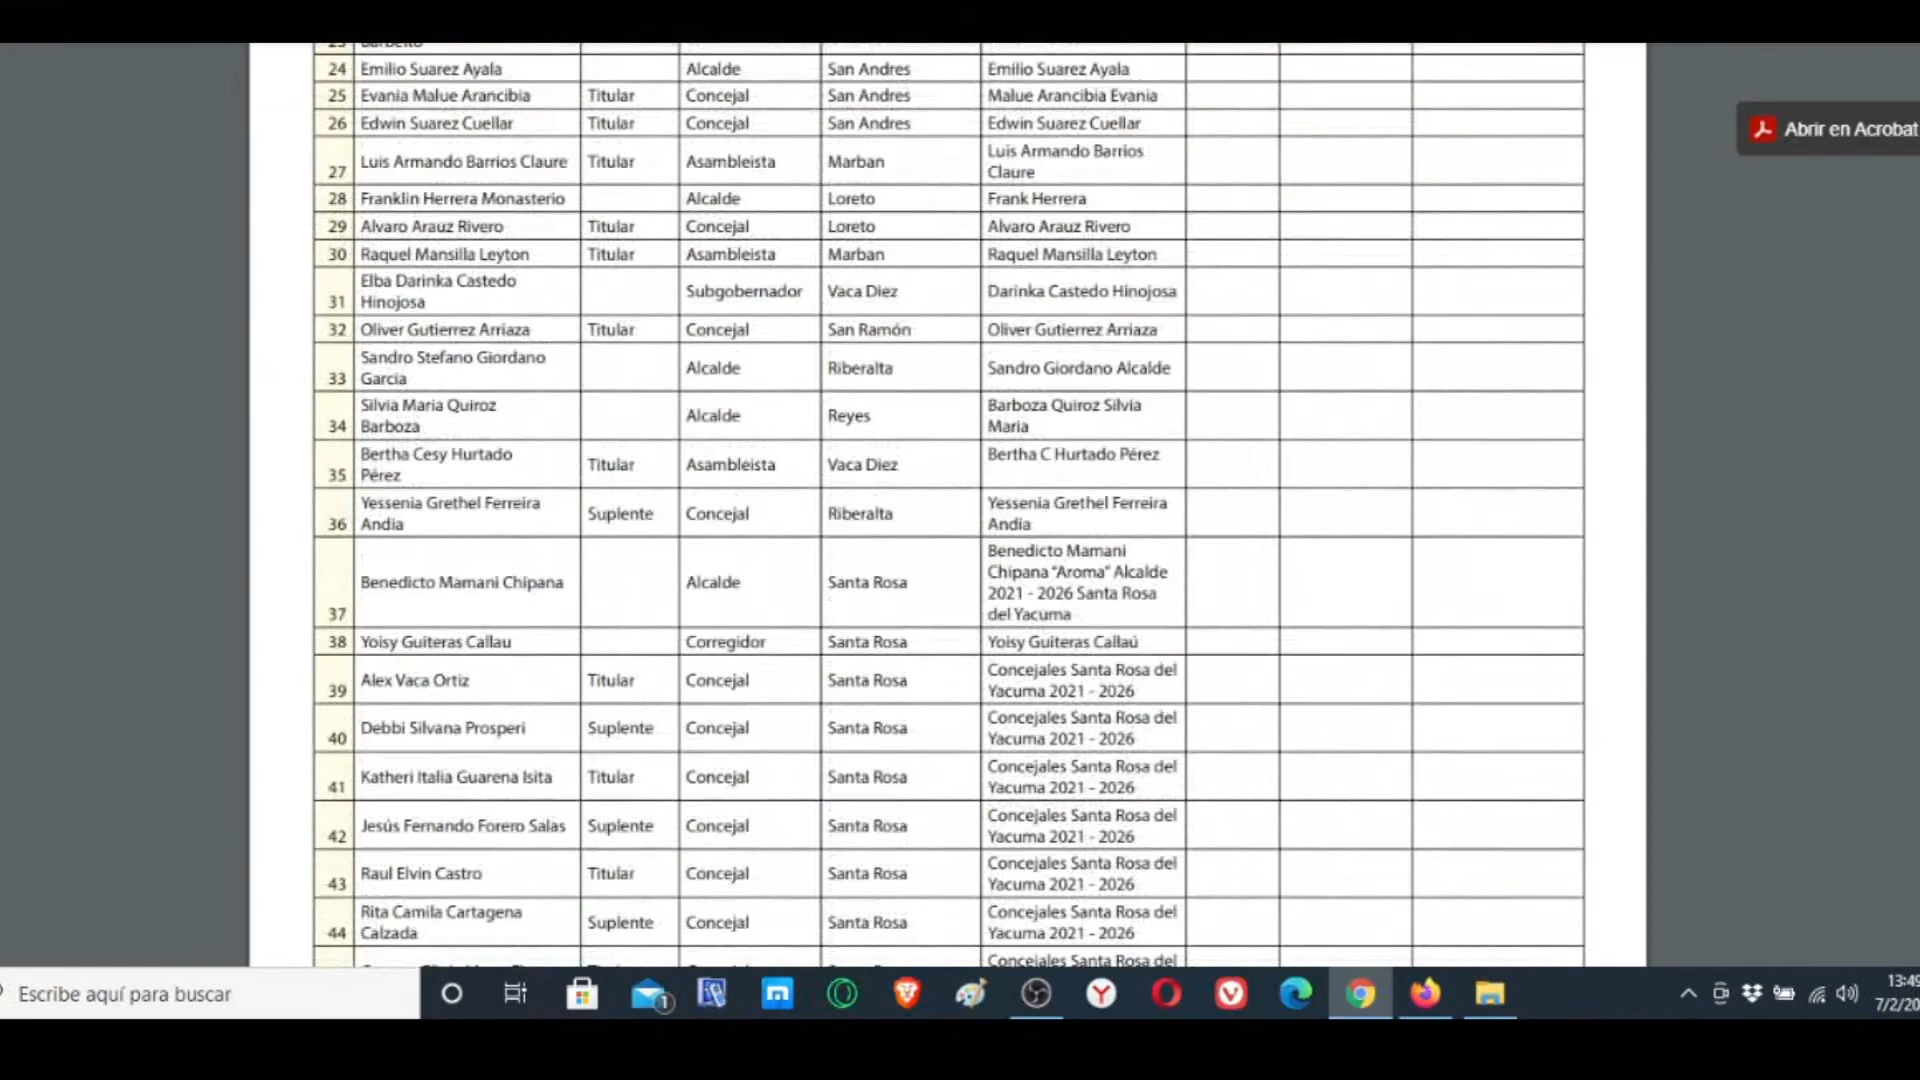 24 Emilio Suarez Ayala Alcalde San Andres Emilio Suarez Ayala
25 Evania Malue Arancibia Titular Concejal San Andres Malue Arancibia Evania
26 Edwin Suarez Cuellar Titular Concejal San Andres Edwin Suarez Cuellar
27 Luis Armando Barrios Claure Titular Asambleista Marban Luis Armando Barrios
Claure
28 Franklin Herrera Monasterio Alcalde Loreto Frank Herrera
29 Alvaro Arauz Rivero Titular Concejal Loreto Alvaro Arauz Rivero
30 Raquel Mansilla Leyton Titular Asambleista Marban Raquel Mansilla Leyton
31 Elba Darinka Castedo
Hinojosa Subgobernador Vaca Diez Darinka Castedo Hinojosa
32 Oliver Gutierrez Arriaza Titular Concejal San Ramón Oliver Gutierrez Arriaza
33 Sandro Stefano Giordano
Garcia Alcalde Riberalta Sandro Giordano Alcalde
34 Silvia Maria Quiroz
Barboza Alcalde Reyes Barboza Quiroz Silvia
Maria
35 Bertha Cesy Hurtado
Pérez Titular Asambleista Vaca Diez Bertha C Hurtado Pérez
36 Yessenia Grethel Ferreira
Andia Suplente Concejal Riberalta Yessenia Grethel Ferreira
Andia
37 Benedicto Mamani Chipana Alcalde Santa Rosa Benedicto Mamani
Chipana “Aroma” Alcalde
2021 - 2026 Santa Rosa
del Yacuma
38 Yoisy Guiteras Callau Corregidor Santa Rosa Yoisy Guiteras Callaú
39 Alex Vaca Ortiz Titular Concejal Santa Rosa Concejales Santa Rosa del
Yacuma 2021 - 2026
40 Debbi Silvana Prosperi Suplente Concejal Santa Rosa Concejales Santa Rosa del
Yacuma 2021 - 2026
41 Katheri Italia Guarena Isita Titular Concejal Santa Rosa Concejales Santa Rosa del
Yacuma 2021 - 2026
42 Jesús Fernando Forero Salas Suplente Concejal Santa Rosa Concejales Santa Rosa del
Yacuma 2021 - 2026
43 Raul Elvin Castro Titular Concejal Santa Rosa Concejales Santa Rosa del
Yacuma 2021 - 2026
44 Rita Camila Cartagena
Calzada Suplente Concejal Santa Rosa Concejales Santa Rosa del
Yacuma 2021 - 2026
Concejales Santa Rosa del
Abrir en Acrobat
Escribe aquí para buscar
1
13:49
7/2/20